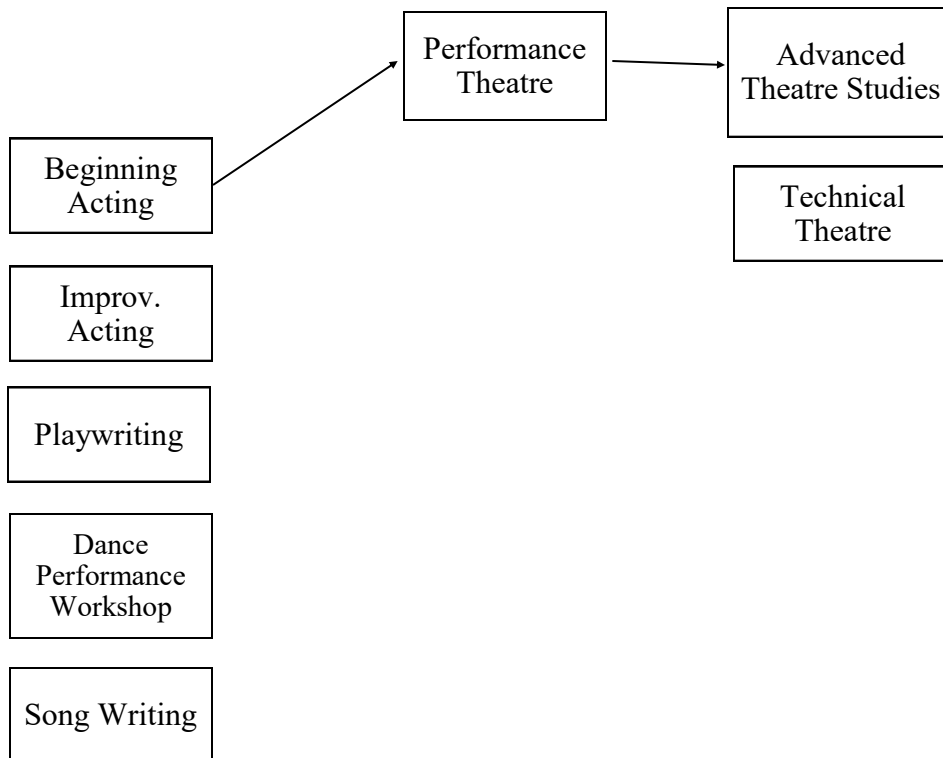 Performance
Theatre
Advanced
Theatre Studies
Beginning
Acting
Technical
Theatre
Improv.
Acting
Playwriting
Dance
Performance
Workshop
Song Writing